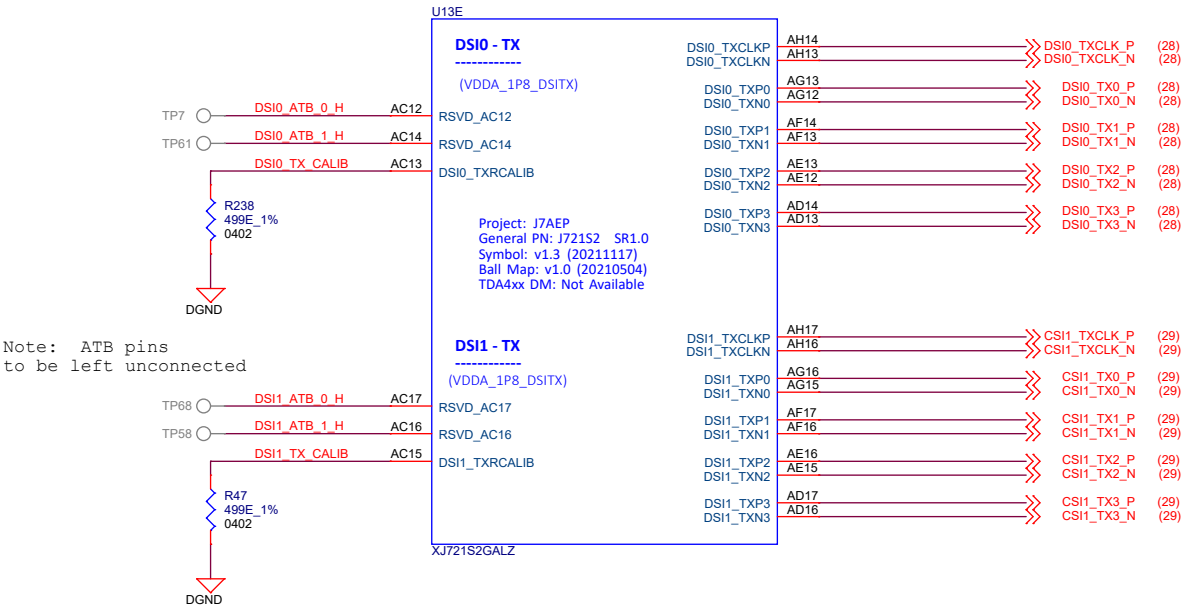 U13E
DSI0 - TX
------------
(VDDA_1P8_DSITX)
TP7 DSI0_ATB_0_H AC12 RSVD_AC12
TP61 DSI0_ATB_1_H AC14 RSVD_AC14
DSI0_TX_CALIB AC13 DSI0_TXRCALIB
R238
499E_1%
0402
DGND
DSI0_TXCLKP AH14 DSI0_TXCLK_P (28)
DSI0_TXCLKN AH13 DSI0_TXCLK_N (28)
DSI0_TXP0 AG13 DSI0_TX0_P (28)
DSI0_TXN0 AG12 DSI0_TX0_N (28)
DSI0_TXP1 AF14 DSI0_TX1_P (28)
DSI0_TXN1 AF13 DSI0_TX1_N (28)
DSI0_TXP2 AE13 DSI0_TX2_P (28)
DSI0_TXN2 AE12 DSI0_TX2_N (28)
DSI0_TXP3 AD14 DSI0_TX3_P (28)
DSI0_TXN3 AD13 DSI0_TX3_N (28)
Project: J7AEP
General PN: J721S2 SR1.0
Symbol: v1.3 (20211117)
Ball Map: v1.0 (20210504)
TDA4xx DM: Not Available
Note: ATB pins
to be left unconnected
DSI1 - TX
------------
(VDDA_1P8_DSITX)
TP68 DSI1_ATB_0_H AC17 RSVD_AC17
TP58 DSI1_ATB_1_H AC16 RSVD_AC16
DSI1_TX_CALIB AC15 DSI1_TXRCALIB
R47
499E_1%
0402
DGND
DSI1_TXCLKP AH17 CSI1_TXCLK_P (29)
DSI1_TXCLKN AH16 CSI1_TXCLK_N (29)
DSI1_TXP0 AG16 CSI1_TX0_P (29)
DSI1_TXN0 AG15 CSI1_TX0_N (29)
DSI1_TXP1 AF17 CSI1_TX1_P (29)
DSI1_TXN1 AF16 CSI1_TX1_N (29)
DSI1_TXP2 AE16 CSI1_TX2_P (29)
DSI1_TXN2 AE15 CSI1_TX2_N (29)
DSI1_TXP3 AD17 CSI1_TX3_P (29)
DSI1_TXN3 AD16 CSI1_TX3_N (29)
XJ721S2GALZ